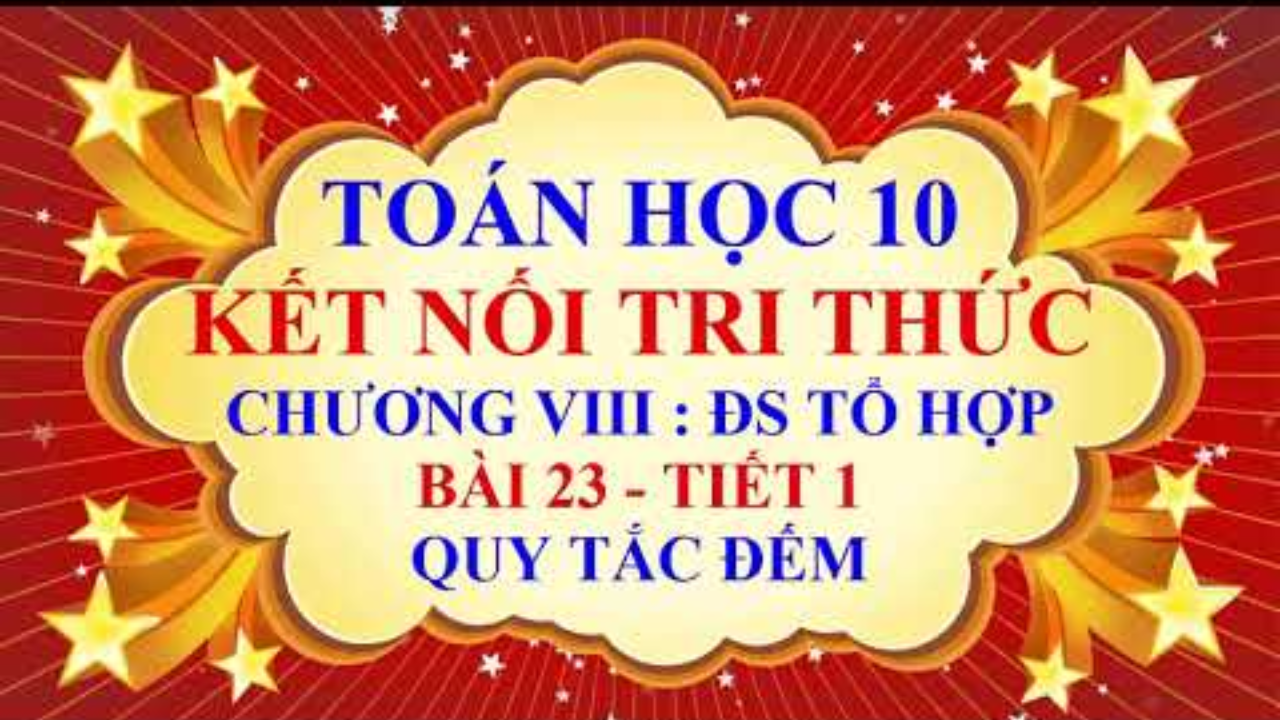 TOÁN HỌC 10
KẾT NỐI TRI THỨC
CHƯƠNG VIII : ĐS TỔ HỢP
BÀI 23 - TIẾT 1
QUY TẮC ĐẾM